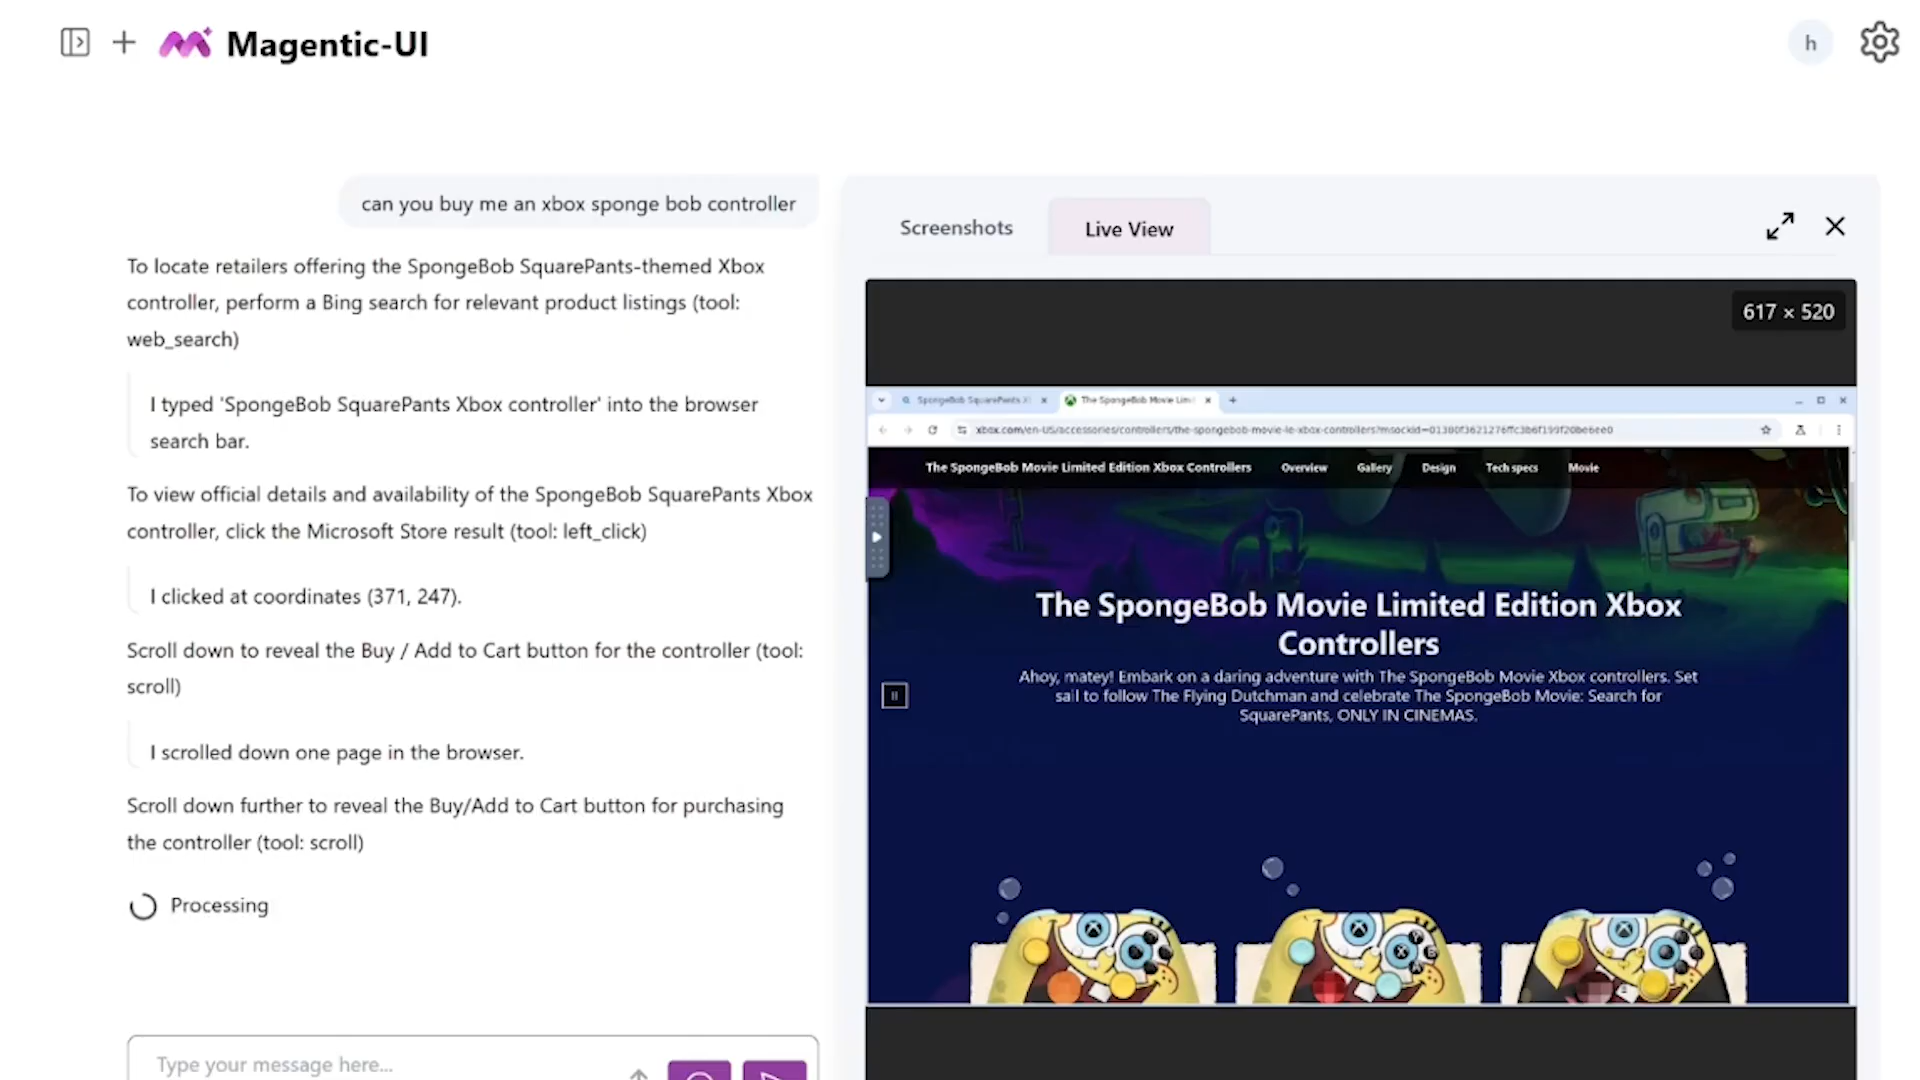 Magentic-UI
h
can you buy me an xbox sponge bob controller
To locate retailers offering the SpongeBob SquarePants-themed Xbox
controller, perform a Bing search for relevant product listings (tool:
web_search)
I typed 'SpongeBob SquarePants Xbox controller' into the browser
search bar.
To view official details and availability of the SpongeBob SquarePants Xbox
controller, click the Microsoft Store result (tool: left_click)
I clicked at coordinates (371, 247).
Scroll down to reveal the Buy / Add to Cart button for the controller (tool:
scroll)
I scrolled down one page in the browser.
Scroll down further to reveal the Buy/Add to Cart button for purchasing
the controller (tool: scroll)
Processing
Type your message here...
Screenshots
Live View
617 × 520
SpongeBob SquarePants X
The SpongeBob Movie Limi
The SpongeBob Movie Limited Edition Xbox Controllers
Overview
Gallery
Design
Tech specs
Movie
The SpongeBob Movie Limited Edition Xbox
Controllers
Ahoy, matey! Embark on a daring adventure with The SpongeBob Movie Xbox controllers. Set
sail to follow The Flying Dutchman and celebrate The SpongeBob Movie: Search for
SquarePants, ONLY IN CINEMAS.